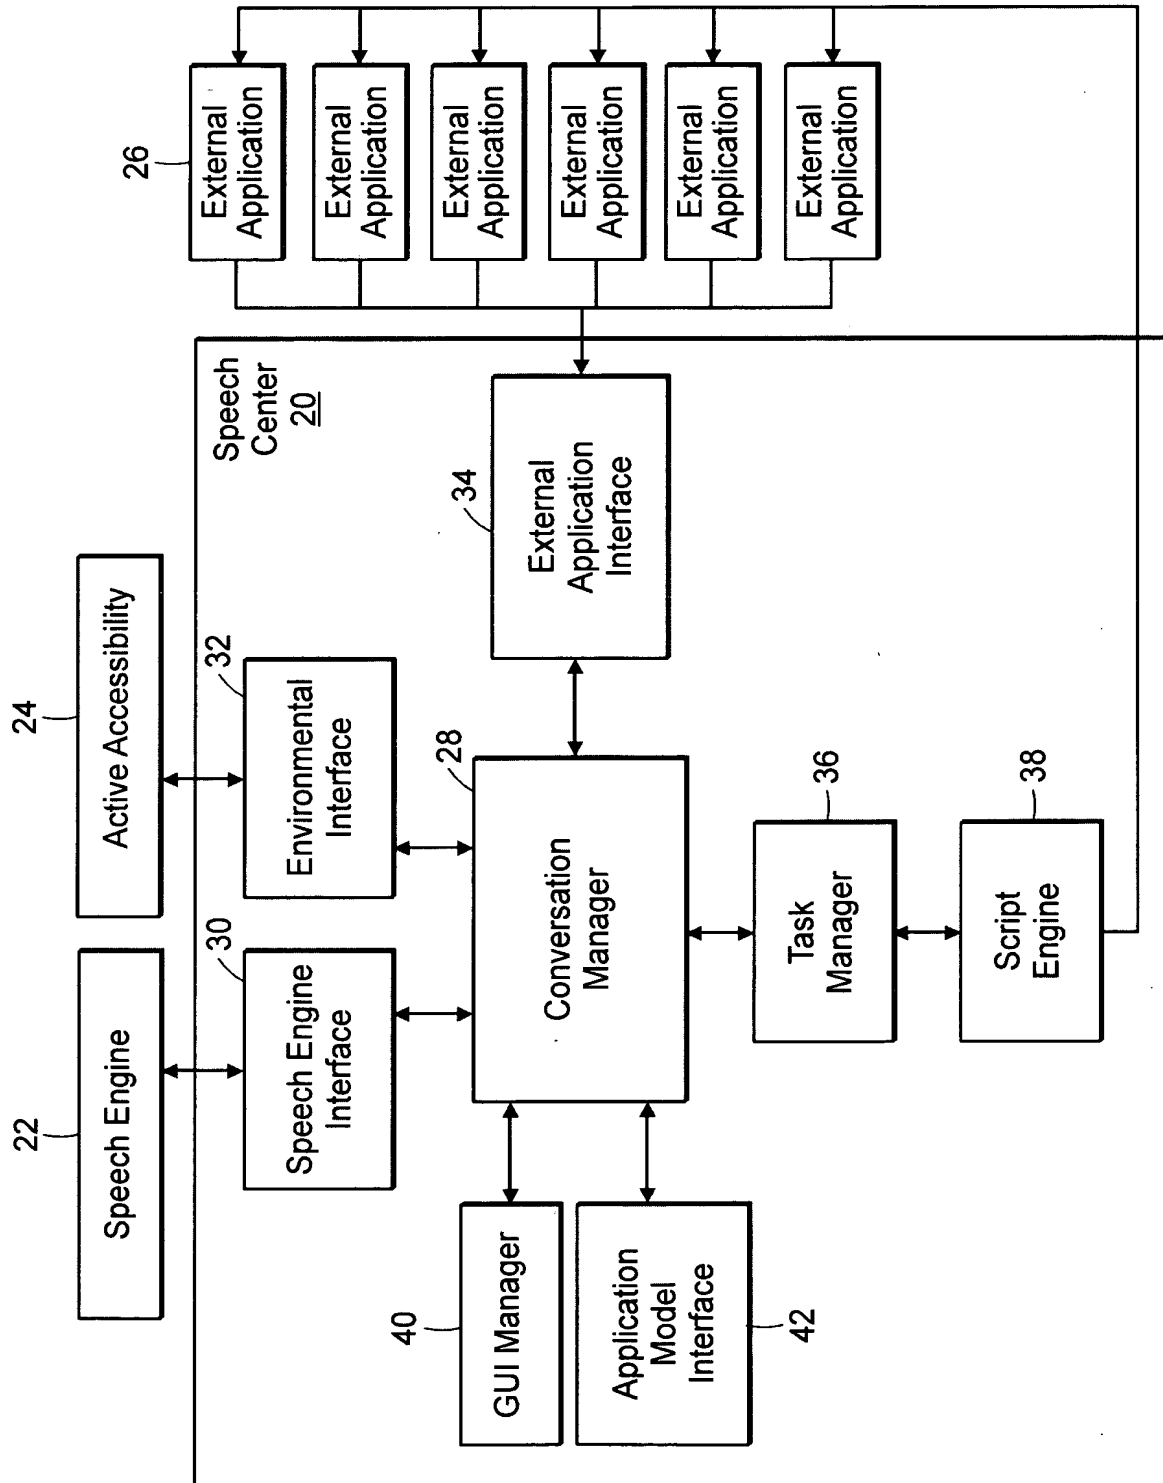 22
Speech Engine
24
Active Accessibility
Speech
Center
20
30
Speech Engine
Interface
32
Environmental
Interface
26
External
Application
External
Application
External
Application
External
Application
External
Application
External
Application
40
GUI Manager
28
Conversation
Manager
34
External
Application
Interface
Application
Model
Interface
42
Task
Manager
36
Script
Engine
38